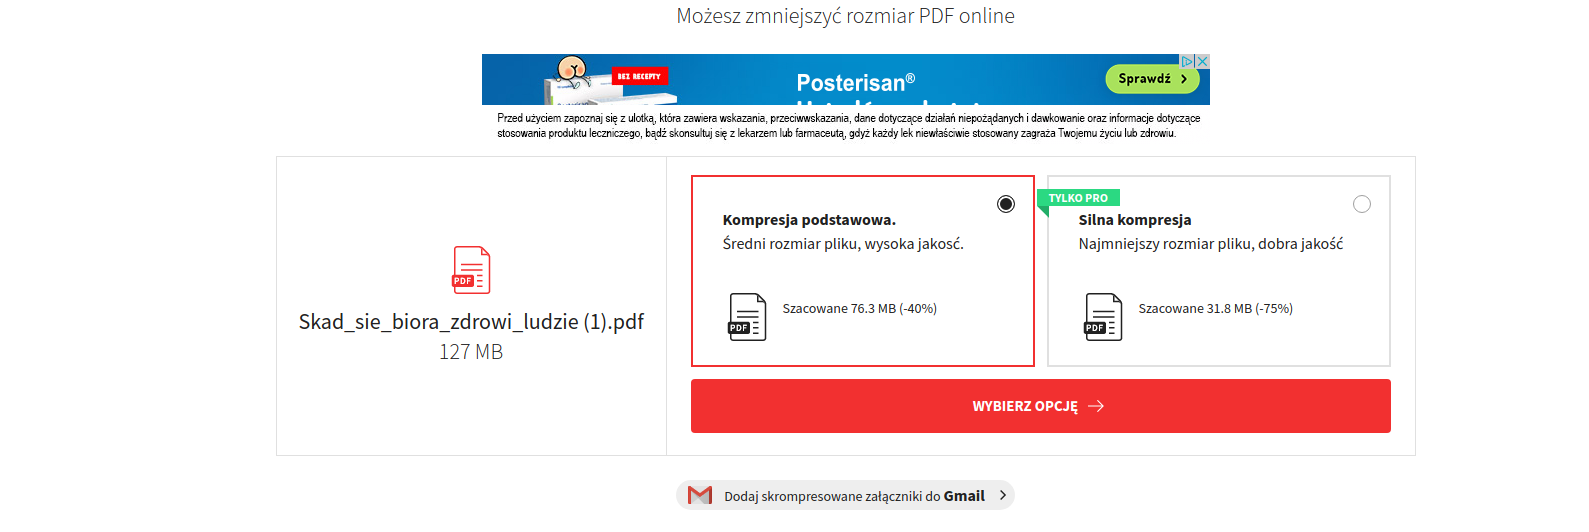 Możesz zmniejszyć rozmiar PDF online
BEZ RECEPTY
Posterisan®
Sprawdź
Przed użyciem zapoznaj się z ulotką, która zawiera wskazania, przeciwwskazania, dane dotyczące działań niepożądanych i dawkowanie oraz informacje dotyczące
stosowania produktu leczniczego, bądź skonsultuj się z lekarzem lub farmaceutą, gdyż każdy lek niewłaściwie stosowany zagraża Twojemu życiu lub zdrowiu.
PDF
Skad_sie_biora_zdrowi_ludzie (1).pdf
127 MB
Kompresja podstawowa.
Średni rozmiar pliku, wysoka jakosć.
PDF
Szacowane 76.3 MB (-40%)
TYLKO PRO
Silna kompresja
Najmniejszy rozmiar pliku, dobra jakość
PDF
Szacowane 31.8 MB (-75%)
WYBIERZ OPCJĘ
Dodaj skrompresowane załączniki do Gmail